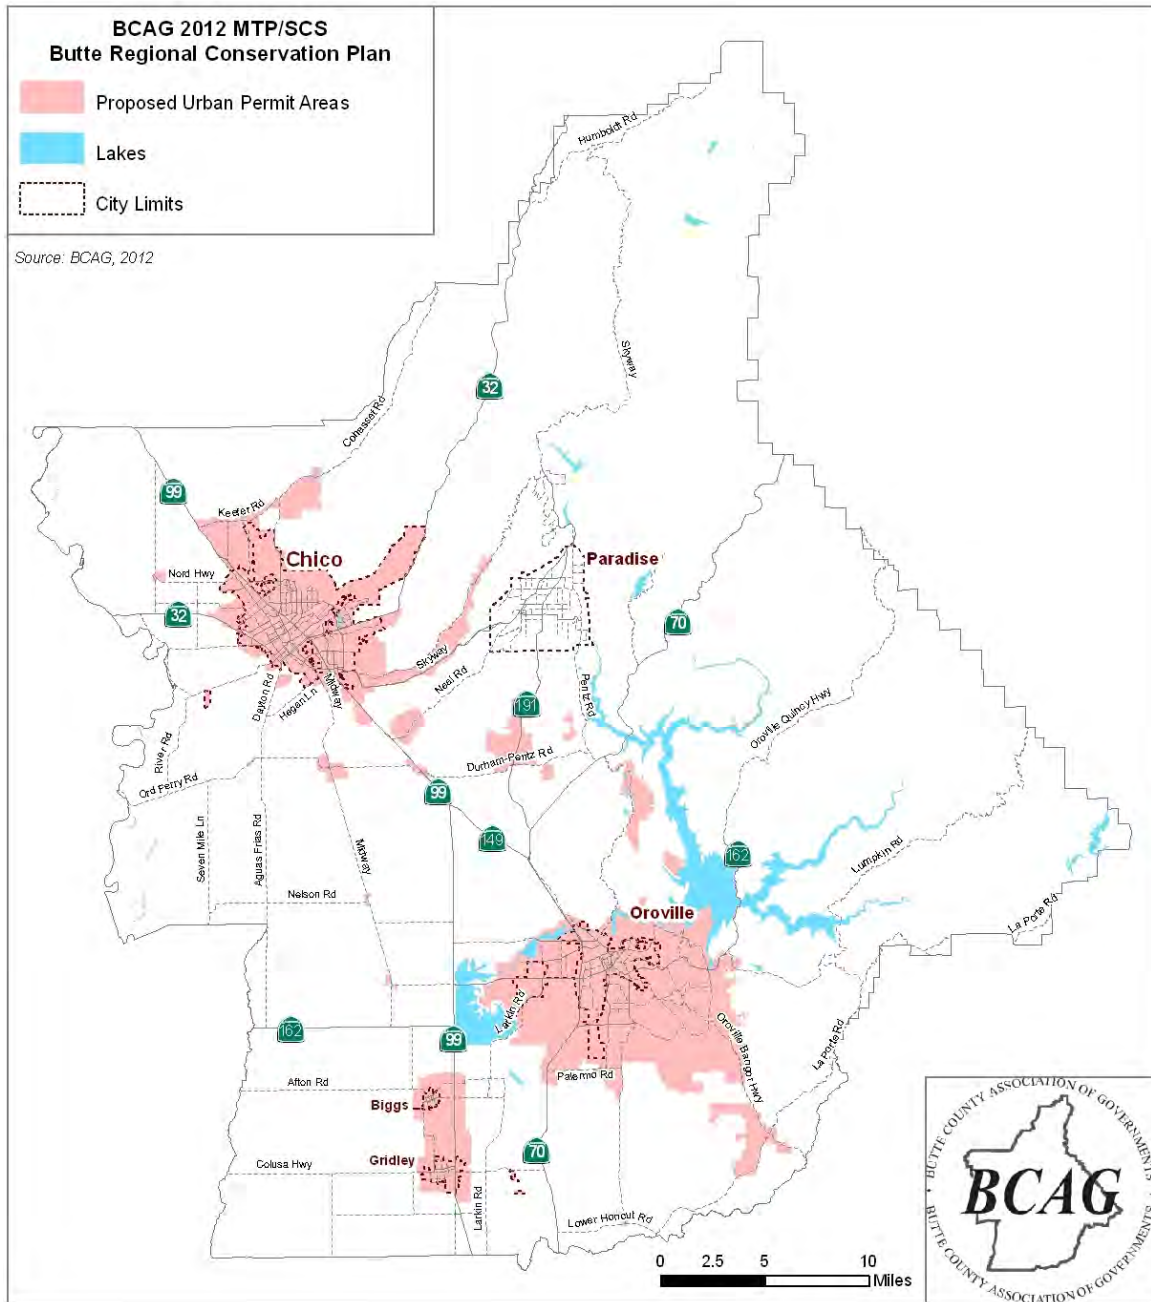 BCAG 2012 MTP/SCS
Butte Regional Conservation Plan
Proposed Urban Permit Areas
Lakes
City Limits
Source: BCAG, 2012
Humboldt Rd
Skyway
32
Cohasset Rd
99
Keefer Rd
Chico
Paradise
Nord Hwy
32
70
Skyway
Neal Rd
Pentz Rd
Dayton Rd
Hegan Ln
Midway
191
Oroville Quincy Hwy
River Rd
Durham-Pentz Rd
Ord Ferry Rd
99
149
Seven Mile Ln
Aguas Frias Rd
Midway
162
Lumpkin Rd
Nelson Rd
Oroville
La Porte Rd
Larkin Rd
162
99
Oroville Bangor Hwy
La Porte Rd
Afton Rd
Palermo Rd
Biggs
Gridley
Colusa Hwy
70
Larkin Rd
Lower Honcut Rd
0 2.5 5 10
Miles
BUTTE COUNTY ASSOCIATION OF GOVERNMENTS
BCAG
BUTTE COUNTY ASSOCIATION OF GOVERNMENTS